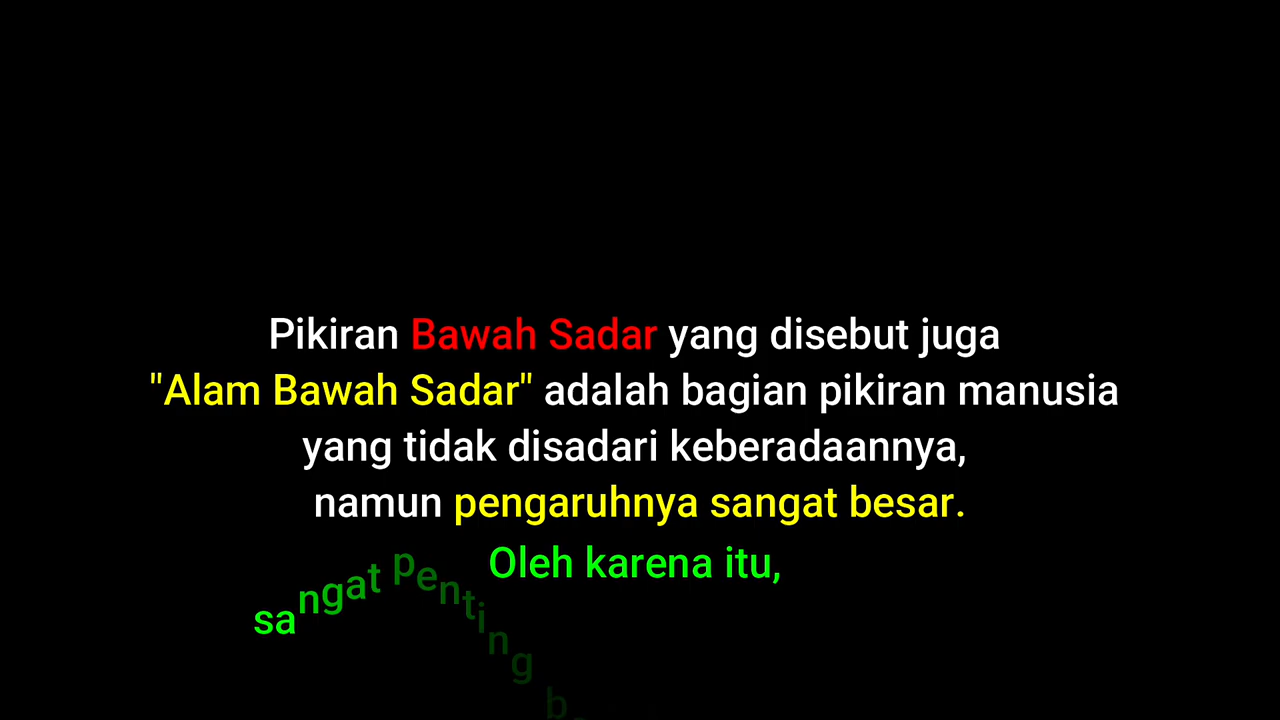 Pikiran Bawah Sadar yang disebut juga
"Alam Bawah Sadar" adalah bagian pikiran manusia
yang tidak disadari keberadaannya,
namun pengaruhnya sangat besar.
Oleh karena itu,
sangat penting